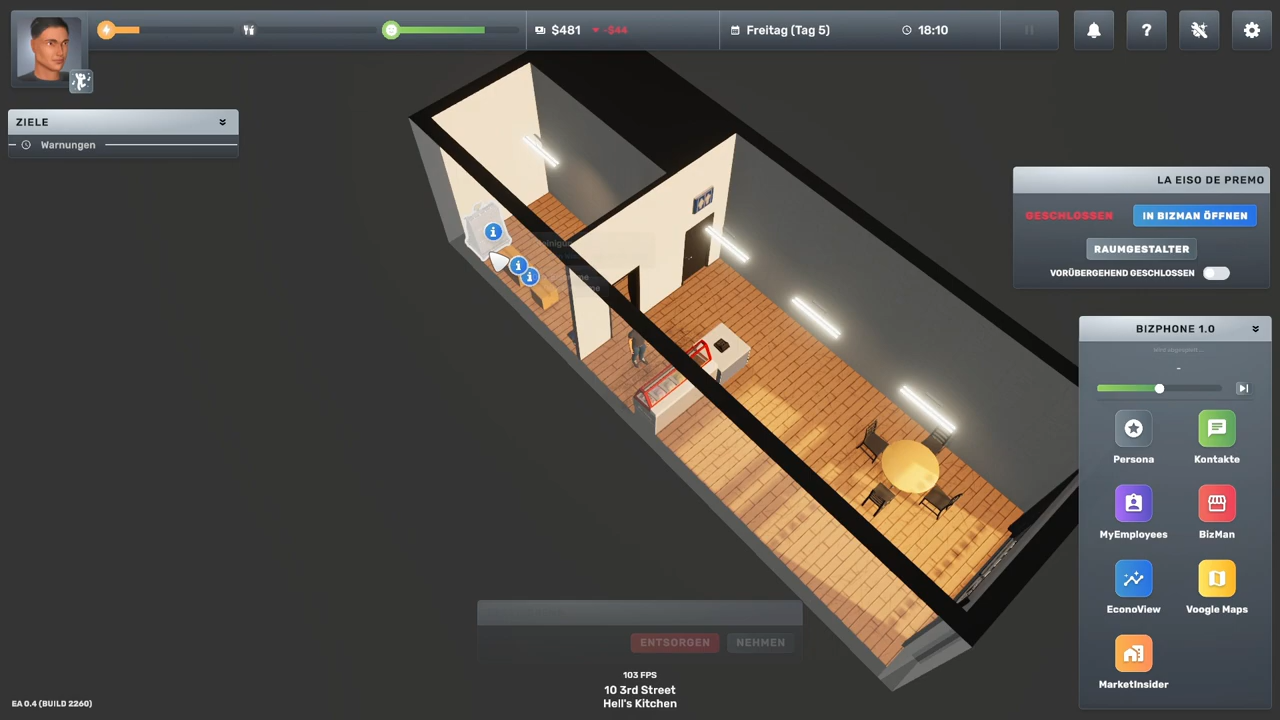 $481
-$44
Freitag (Tag 5)
18:10
ZIELE
Warnungen
LA EISO DE PREMO
GESCHLOSSEN
IN BIZMAN ÖFFNEN
RAUMGESTALTER
VORÜBERGEHEND GESCHLOSSEN
BIZPHONE 1.0
-
Persona
Kontakte
MyEmployees
BizMan
EconoView
Voogle Maps
MarketInsider
ENTSORGEN
NEHMEN
103 FPS
10 3rd Street
Hell's Kitchen
EA 0.4 (BUILD 2260)